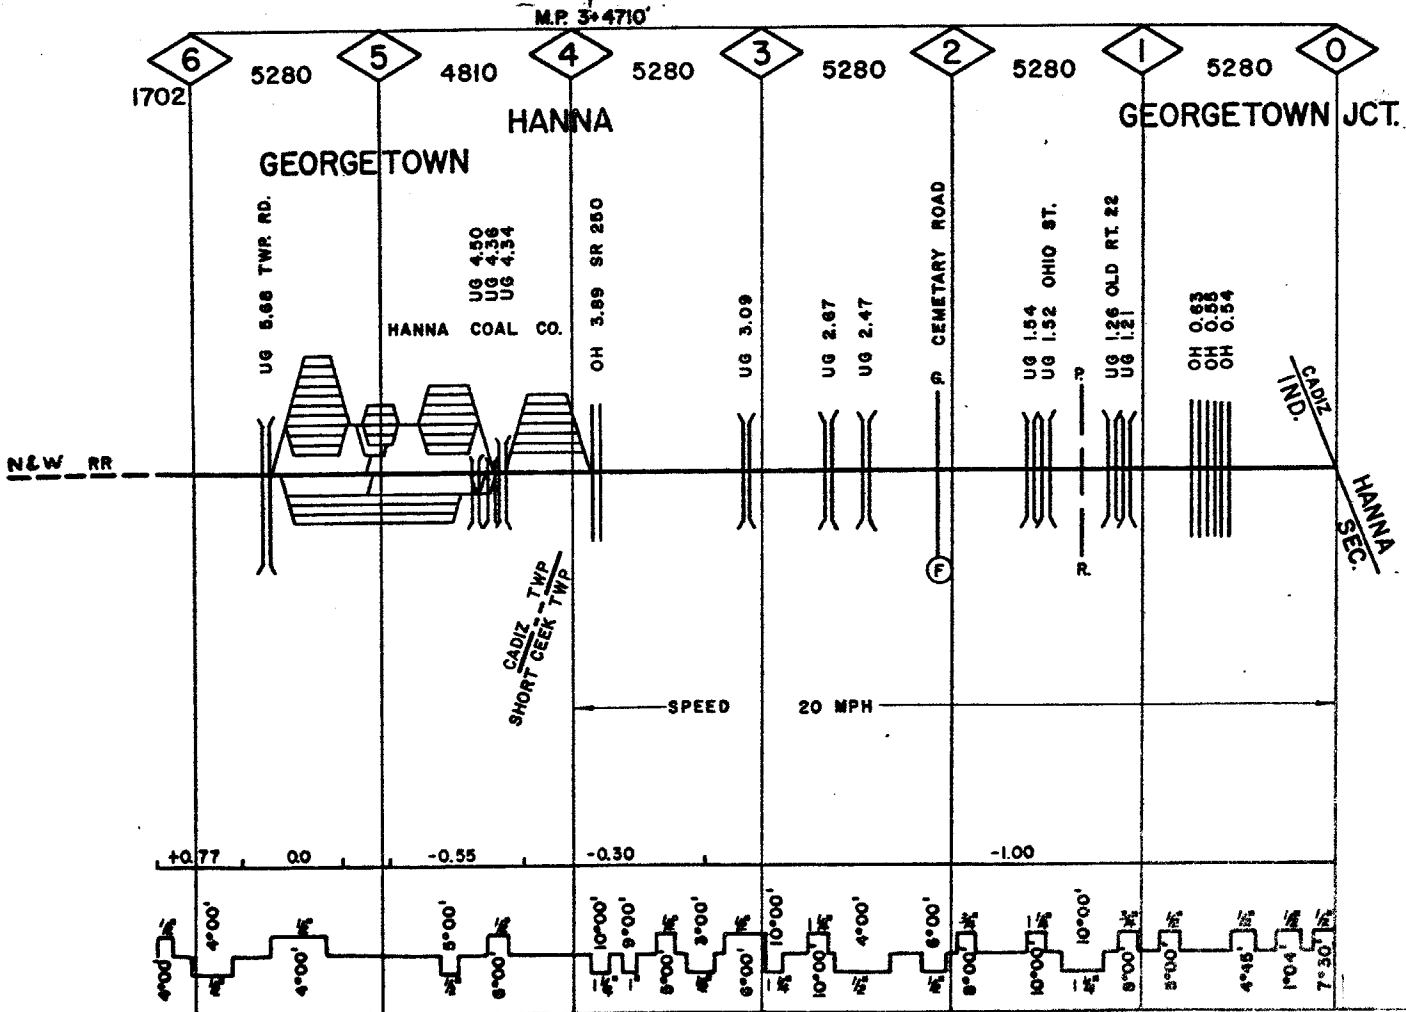 M.P. 3+4710'
6 5 4 3 2 1 0
5280 4810 5280 5280 5280 5280
1702
HANNA
GEORGETOWN JCT.
GEORGETOWN
UG 5.68 TWP. RD.
UG 4.50
UG 4.36
UG 4.34
OH 3.89 SR 250
UG 3.09
UG 2.67
UG 2.47
℄ CEMETARY ROAD
UG 1.54
UG 1.52 OHIO ST.
UG 1.26 OLD RT. 22
UG 1.21
OH 0.63
OH 0.55
OH 0.54
HANNA COAL CO.
P.
R.
F
CADIZ
IND.
HANNA
SEC.
N&W RR
CADIZ TWP
SHORT CEEK TWP
SPEED 20 MPH
+0.77 0.0 -0.55 -0.30 -1.00
4°00' 4°00' 4°00' 5°00' 6°00' 10°00' 9°00' 5°00' 3°00' 6°00' 10°00' 10°00' 4°00' 6°00' 8°00' 10°00' 10°00' 8°00' 5°00' 4°45' 1°04' 7°30'